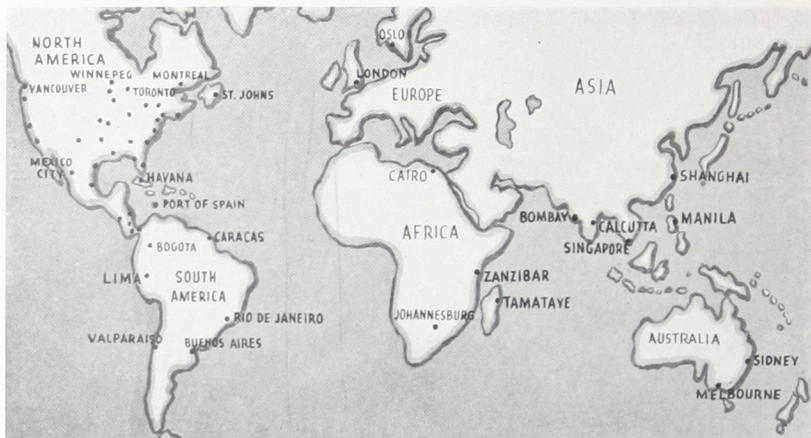 NORTH
AMERICA
WINNEPEG
MONTREAL
VANCOUVER
TORONTO
ST. JOHNS
MEXICO
CITY
HAVANA
PORT OF SPAIN
CARACAS
BOGOTA
LIMA
SOUTH
AMERICA
RIO DE JANEIRO
VALPARAISO
BUENOS AIRES
OSLO
LONDON
EUROPE
ASIA
CAIRO
AFRICA
ZANZIBAR
TAMATAYE
JOHANNESBURG
BOMBAY
CALCUTTA
SINGAPORE
SHANGHAI
MANILA
AUSTRALIA
SIDNEY
MELBOURNE